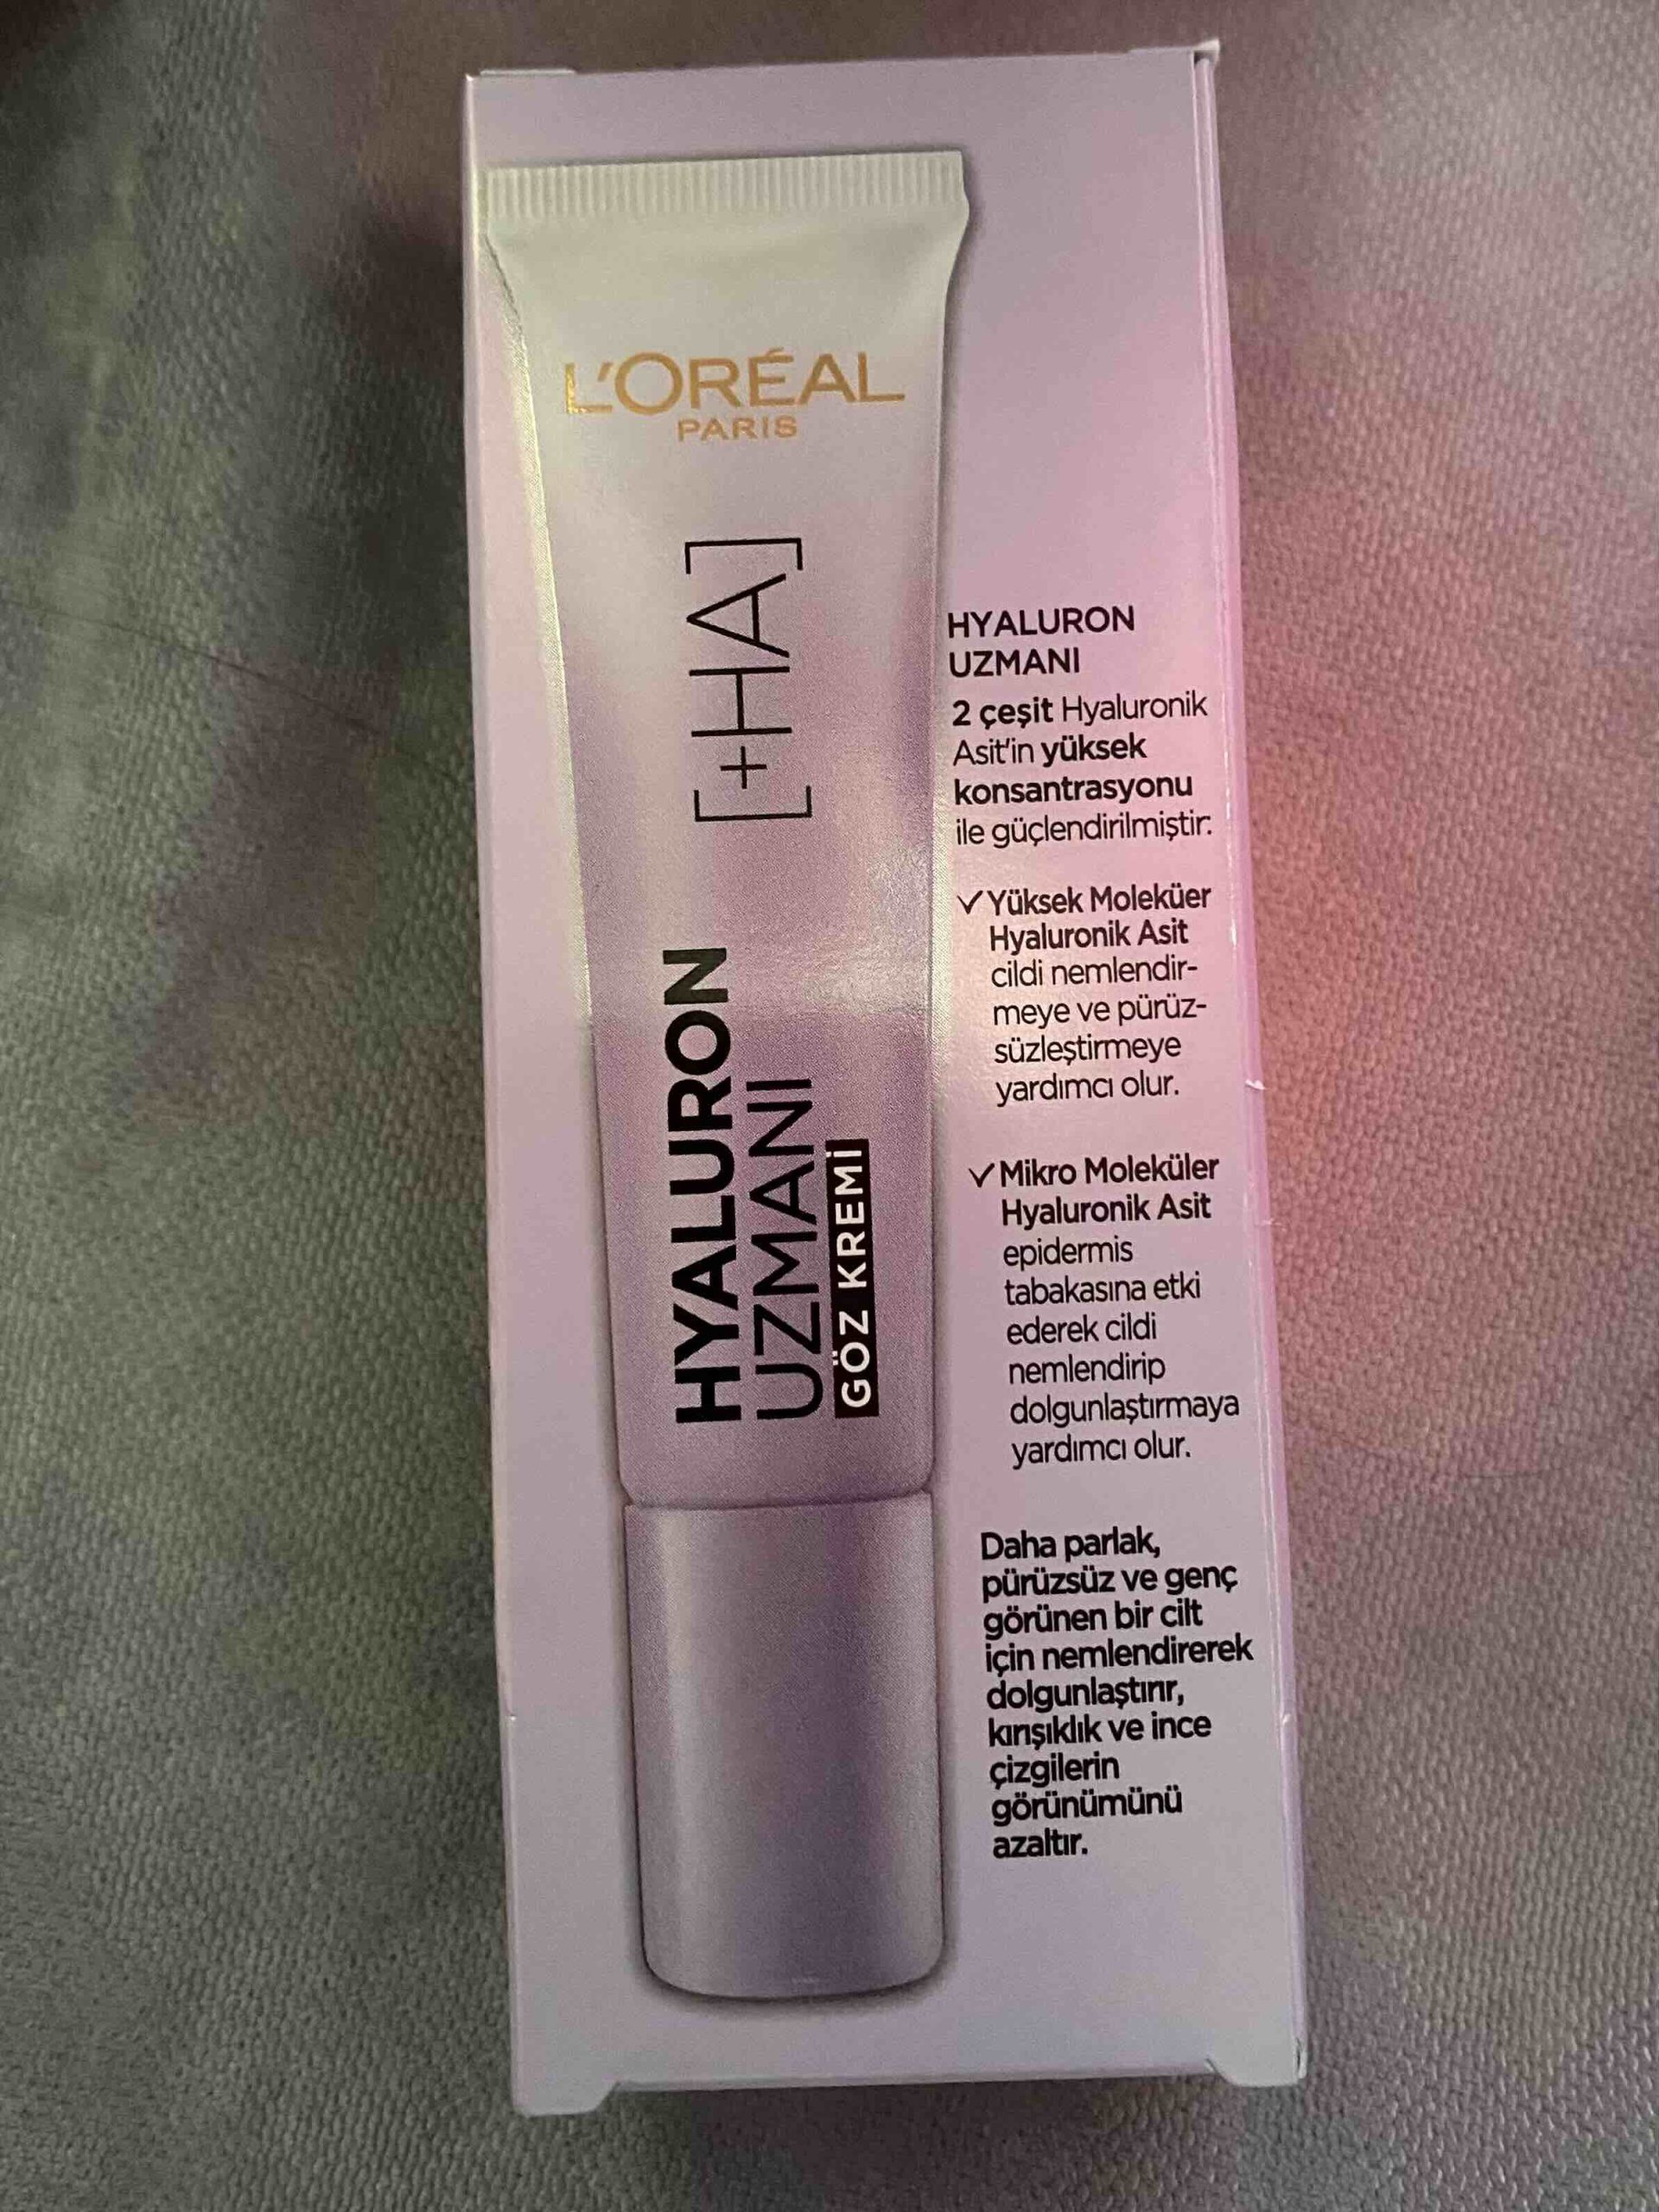 L'ORÉAL
PARIS
[+HA]
HYALURON
UZMANI
GÖZ KREMİ
HYALURON
UZMANI
2 çeşit Hyaluronik
Asit'in yüksek
konsantrasyonu
ile güçlendirilmiştir.
✓ Yüksek Moleküer
Hyaluronik Asit
cildi nemlendir-
meye ve pürüz-
süzleştirmeye
yardımcı olur.
✓ Mikro Moleküler
Hyaluronik Asit
epidermis
tabakasına etki
ederek cildi
nemlendirip
dolgunlaştırmaya
yardımcı olur.
Daha parlak,
pürüzsüz ve genç
görünen bir cilt
için nemlendirerek
dolgunlaştırır,
kırışıklık ve ince
çizgilerin
görünümünü
azaltır.